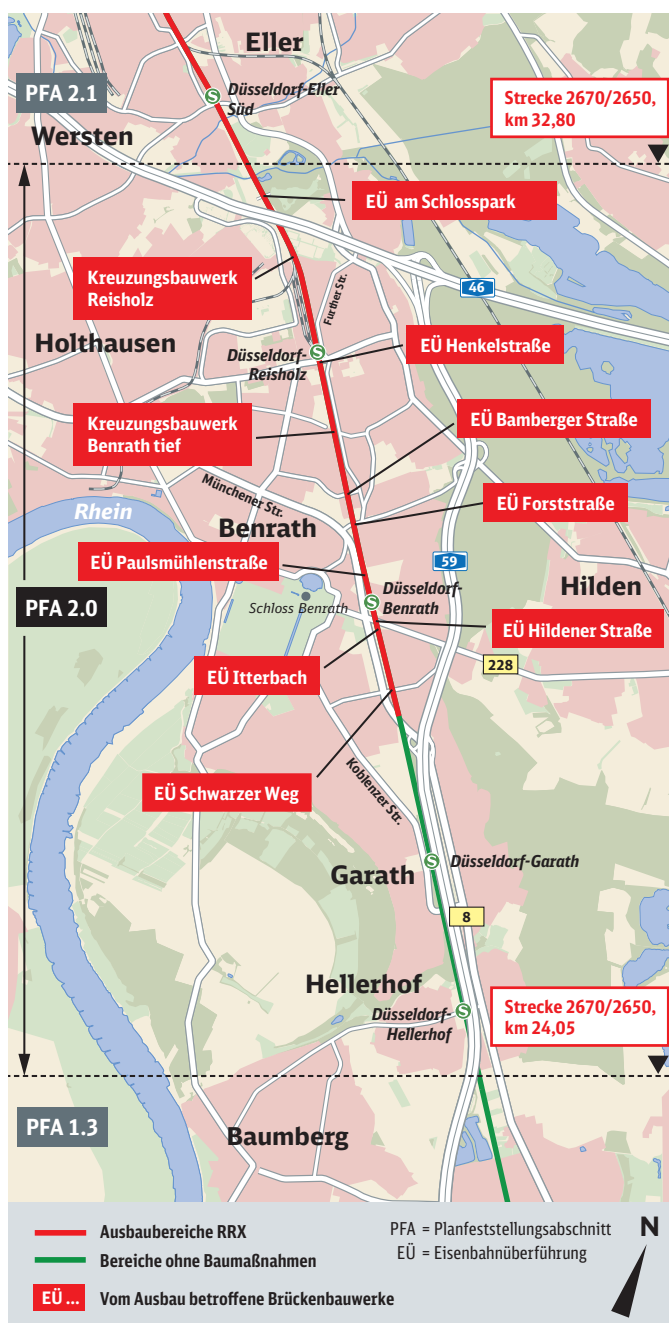 Eller
PFA 2.1
Düsseldorf-Eller
Süd
Strecke 2670/2650,
km 32,80
Wersten
EÜ am Schlosspark
Kreuzungsbauwerk
Reisholz
46
Further Str.
Holthausen
Düsseldorf-
Reisholz
EÜ Henkelstraße
Kreuzungsbauwerk
Benrath tief
EÜ Bamberger Straße
Münchener Str.
Rhein
EÜ Forststraße
Benrath
EÜ Paulsmühlenstraße
59
Hilden
Düsseldorf-
Benrath
Schloss Benrath
PFA 2.0
EÜ Hildener Straße
228
EÜ Itterbach
EÜ Schwarzer Weg
Koblenzer Str.
Düsseldorf-Garath
Garath
8
Hellerhof
Düsseldorf-
Hellerhof
Strecke 2670/2650,
km 24,05
PFA 1.3
Baumberg
Ausbaubereiche RRX
Bereiche ohne Baumaßnahmen
EÜ ... Vom Ausbau betroffene Brückenbauwerke
PFA = Planfeststellungsabschnitt
EÜ = Eisenbahnüberführung
N
S
S
S
S
S